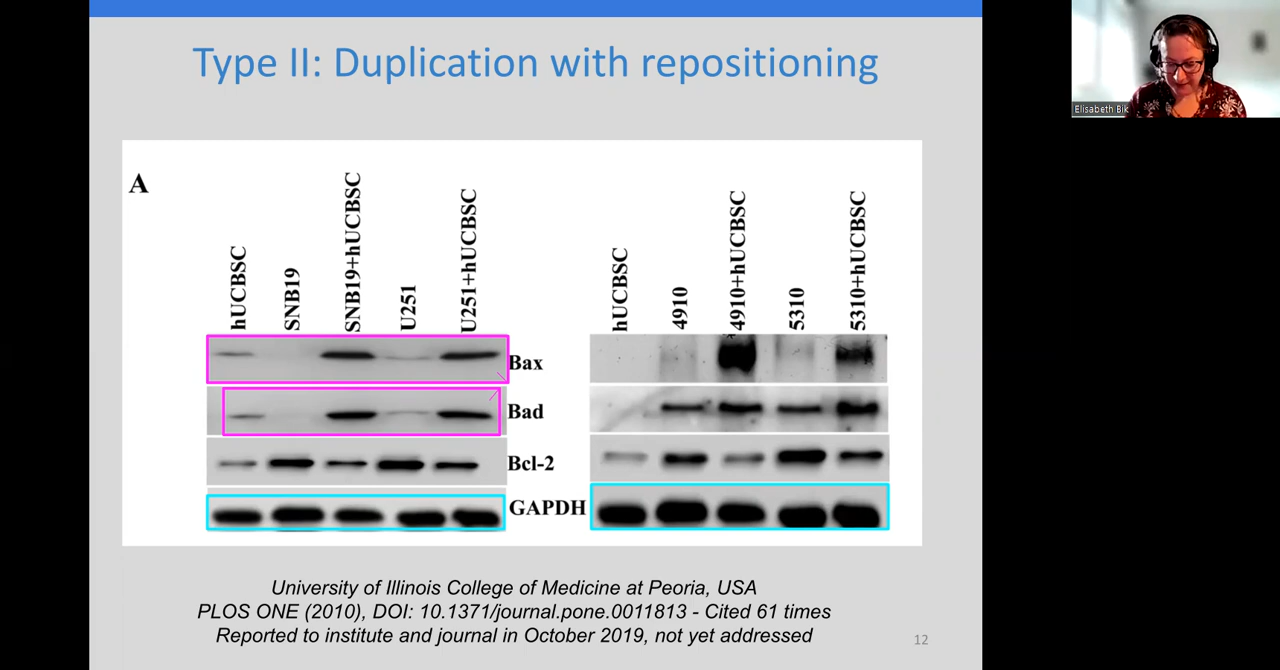 Type II: Duplication with repositioning
Elisabeth Bik
A
hUCBSC
SNB19
SNB19+hUCBSC
U251
U251+hUCBSC
hUCBSC
4910
4910+hUCBSC
5310
5310+hUCBSC
Bax
Bad
Bcl-2
GAPDH
University of Illinois College of Medicine at Peoria, USA
PLOS ONE (2010), DOI: 10.1371/journal.pone.0011813 - Cited 61 times
Reported to institute and journal in October 2019, not yet addressed
12